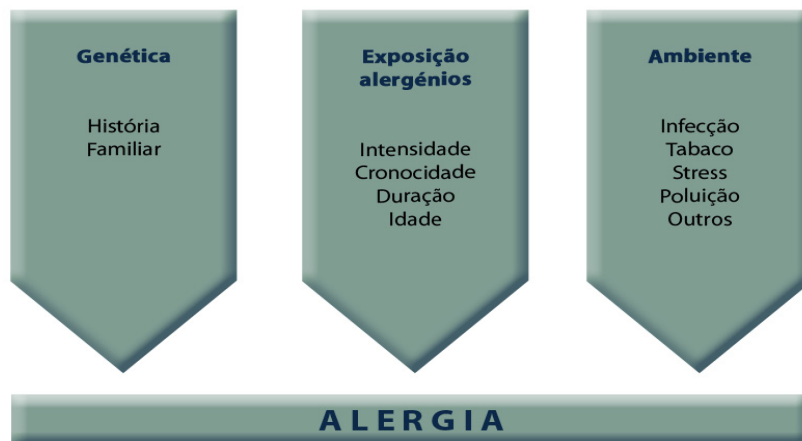 Genética
História
Familiar
Exposição
alergénios
Intensidade
Cronocidade
Duração
Idade
Ambiente
Infecção
Tabaco
Stress
Poluição
Outros
ALERGIA